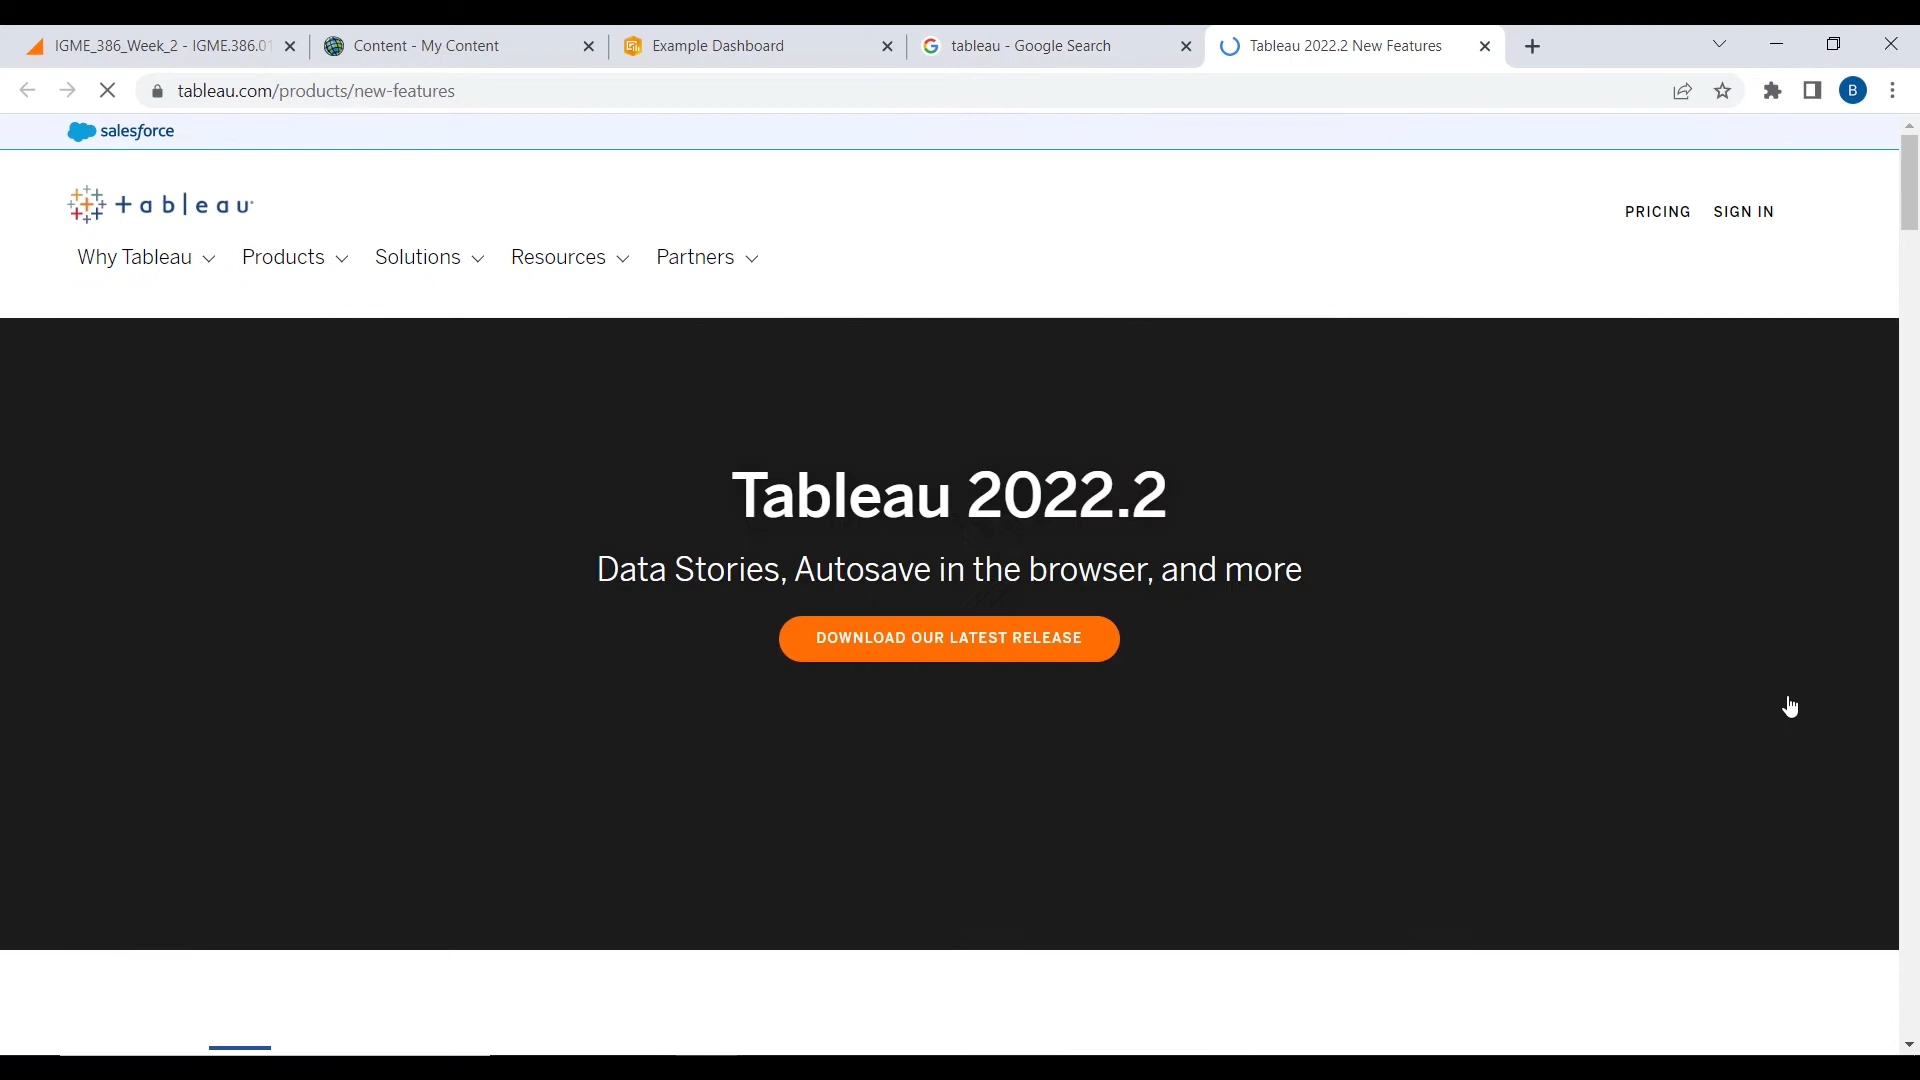 IGME_386_Week_2 - IGME.386.01
Content - My Content
Example Dashboard
tableau - Google Search
Tableau 2022.2 New Features
tableau.com/products/new-features
B
salesforce
+ableau
PRICING SIGN IN
Why Tableau Products Solutions Resources Partners
Tableau 2022.2
Data Stories, Autosave in the browser, and more
DOWNLOAD OUR LATEST RELEASE